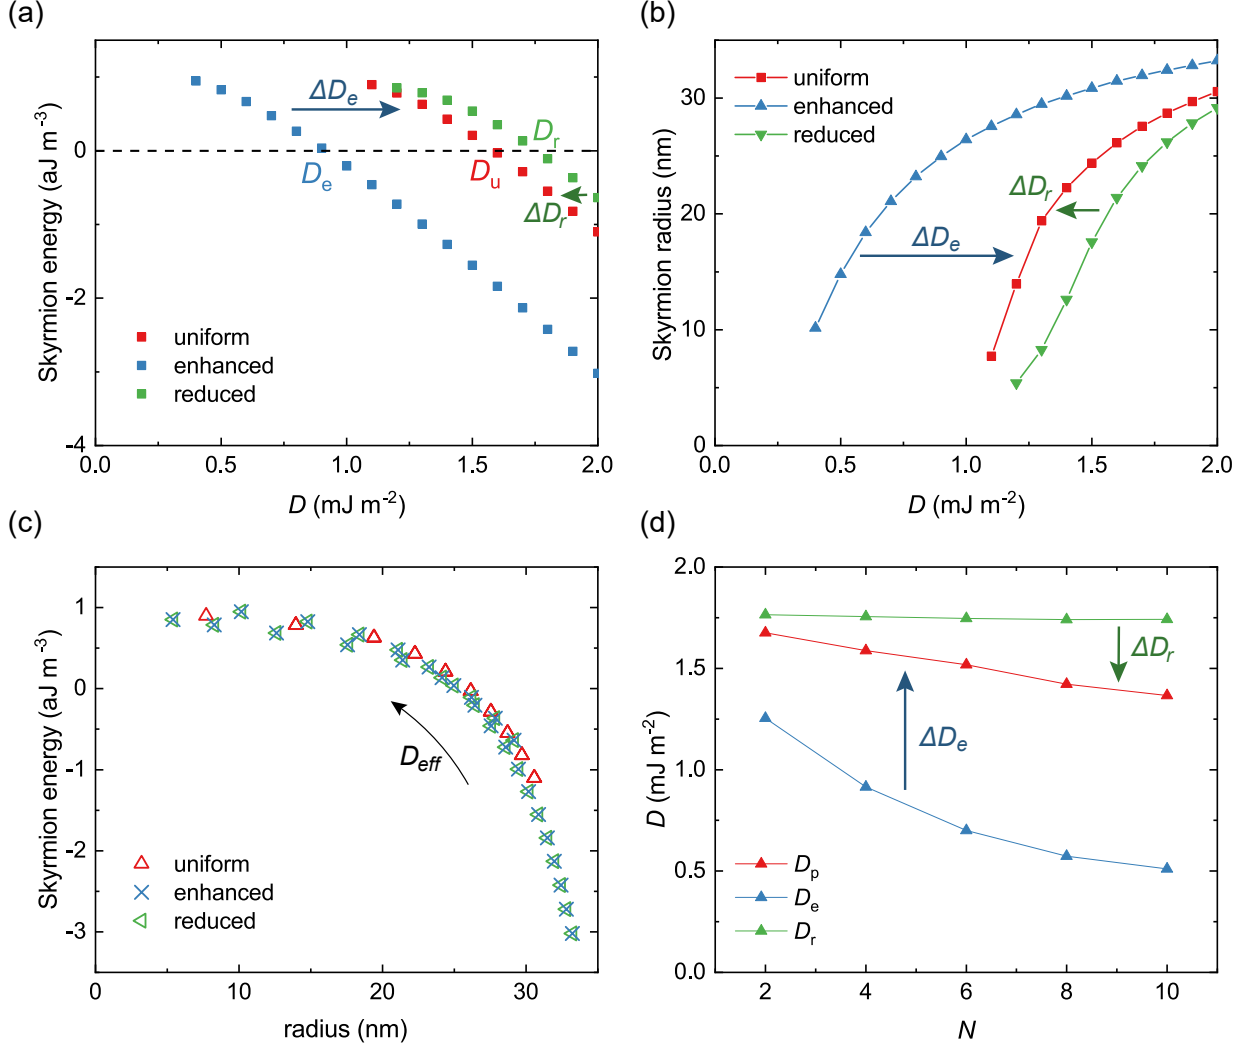 (a)
Skyrmion energy (aJ m⁻³)
0
-2
-4
0.0 0.5 1.0 1.5 2.0
D (mJ m⁻²)
ΔDₑ
Dₑ
Dᵣ
Dᵤ
ΔDᵣ
uniform
enhanced
reduced
(b)
Skyrmion radius (nm)
30
20
10
0
0.0 0.5 1.0 1.5 2.0
D (mJ m⁻²)
uniform
enhanced
reduced
ΔDᵣ
ΔDₑ
(c)
Skyrmion energy (aJ m⁻³)
1
0
-1
-2
-3
0 10 20 30
radius (nm)
D_eff
uniform
enhanced
reduced
(d)
D (mJ m⁻²)
2.0
1.5
1.0
0.5
0.0
2 4 6 8 10
N
ΔDᵣ
ΔDₑ
Dₚ
Dₑ
Dᵣ